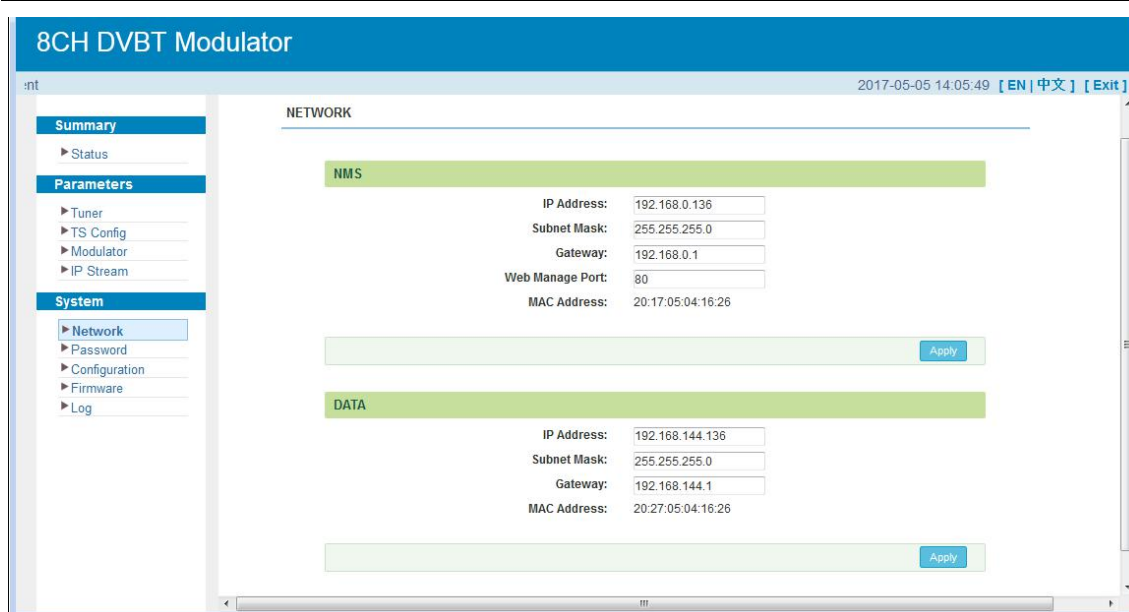 8CH DVBT Modulator
ent
2017-05-05 14:05:49 [ EN | 中文 ] [ Exit ]
Summary
Status
Parameters
Tuner
TS Config
Modulator
IP Stream
System
Network
Password
Configuration
Firmware
Log
NETWORK
NMS
IP Address: 192.168.0.136
Subnet Mask: 255.255.255.0
Gateway: 192.168.0.1
Web Manage Port: 80
MAC Address: 20:17:05:04:16:26
Apply
DATA
IP Address: 192.168.144.136
Subnet Mask: 255.255.255.0
Gateway: 192.168.144.1
MAC Address: 20:27:05:04:16:26
Apply